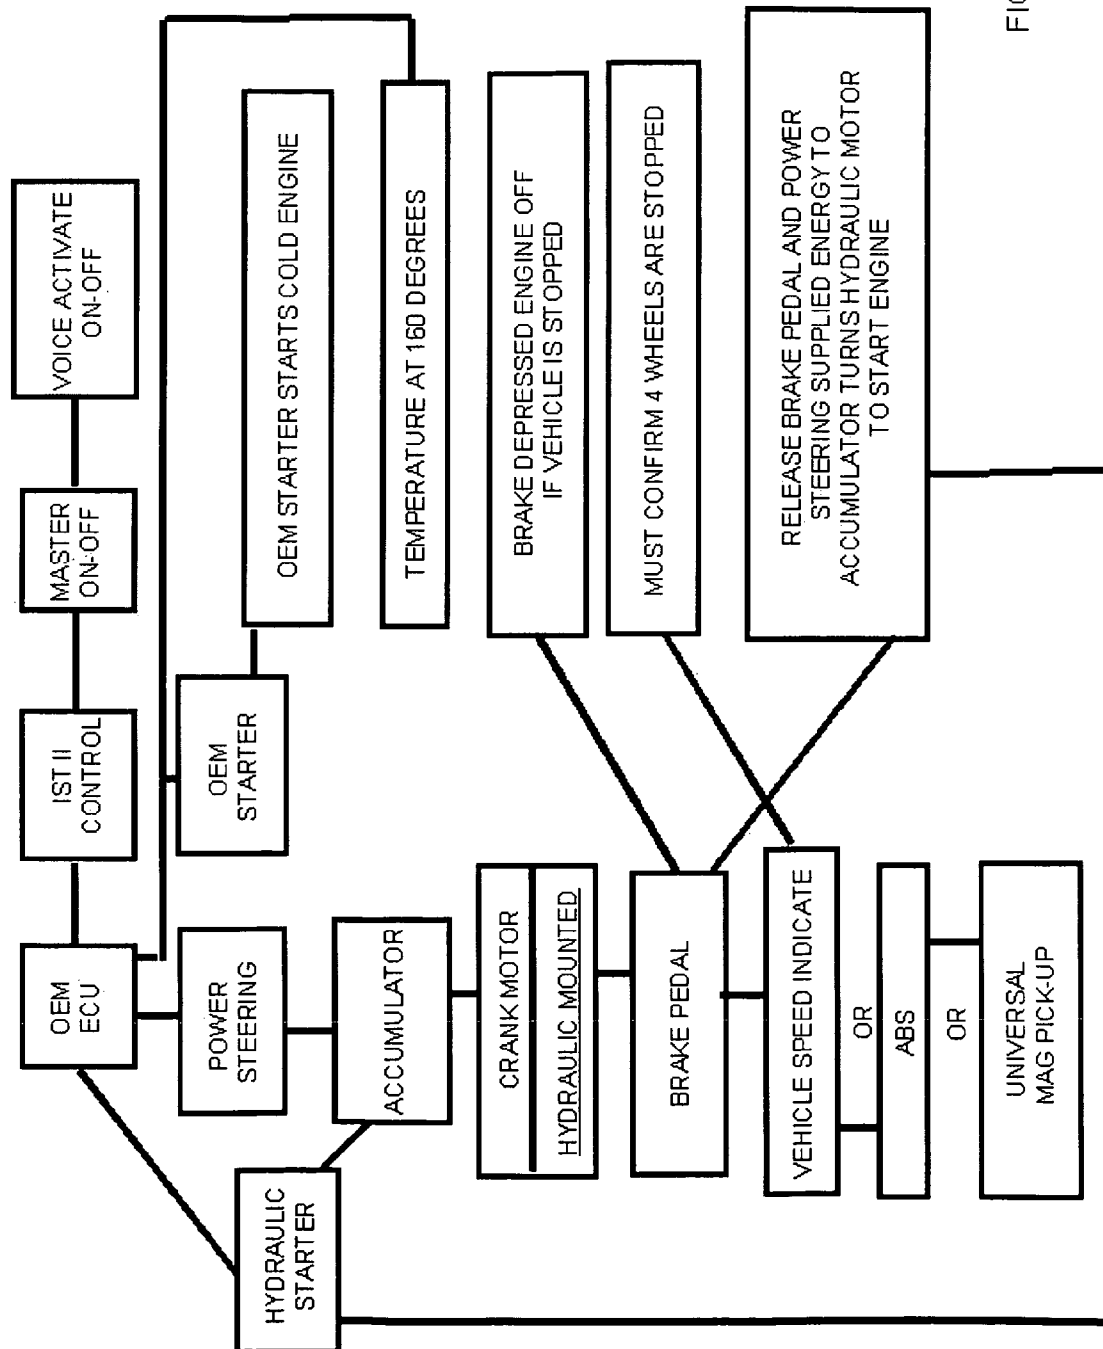 OEM
ECU
IST II
CONTROL
MASTER
ON-OFF
VOICE ACTIVATE
ON-OFF
POWER
STEERING
OEM
STARTER
HYDRAULIC
STARTER
OEM STARTER STARTS COLD ENGINE
ACCUMULATOR
TEMPERATURE AT 160 DEGREES
CRANK MOTOR
HYDRAULIC MOUNTED
BRAKE DEPRESSED ENGINE OFF
IF VEHICLE IS STOPPED
BRAKE PEDAL
MUST CONFIRM 4 WHEELS ARE STOPPED
VEHICLE SPEED INDICATE
RELEASE BRAKE PEDAL AND POWER
STEERING SUPPLIED ENERGY TO
ACCUMULATOR TURNS HYDRAULIC MOTOR
TO START ENGINE
OR
ABS
OR
UNIVERSAL
MAG PICK-UP